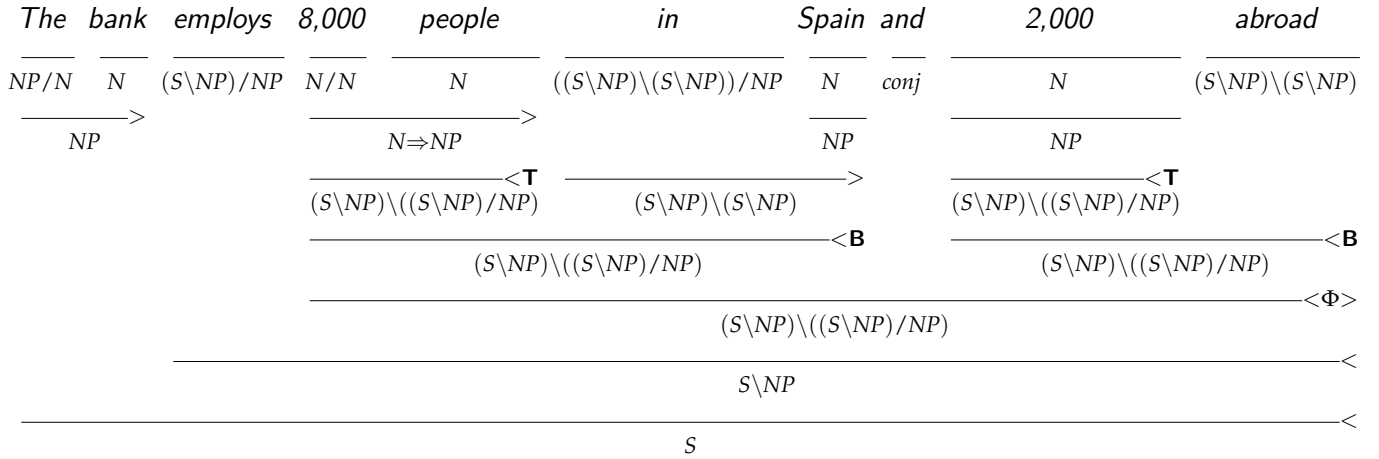 The bank employs 8,000 people in Spain and 2,000 abroad
NP/N N (S\NP)/NP N/N N ((S\NP)\(S\NP))/NP N conj N (S\NP)\(S\NP)
> >
NP N⇒NP NP NP
<T > <T
(S\NP)\((S\NP)/NP) (S\NP)\(S\NP) (S\NP)\((S\NP)/NP)
<B <B
(S\NP)\((S\NP)/NP) (S\NP)\((S\NP)/NP)
<Φ>
(S\NP)\((S\NP)/NP)
<
S\NP
<
S